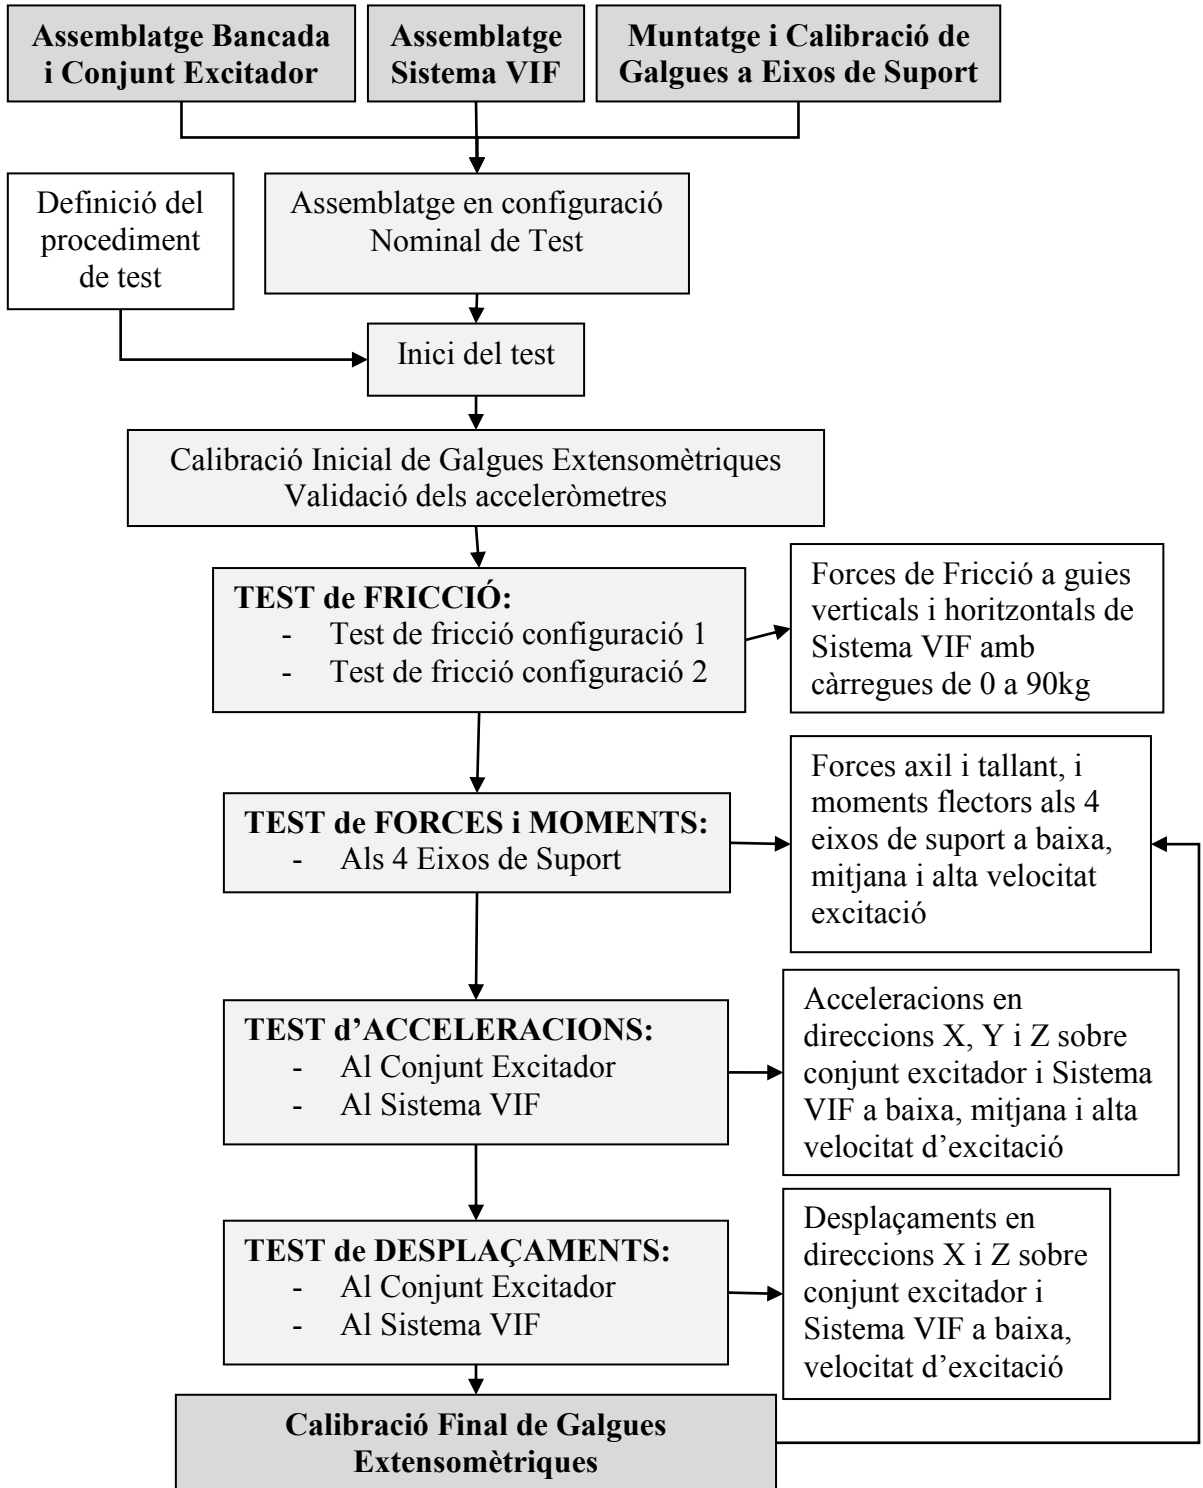 Assemblatge Bancada
i Conjunt Excitador
Assemblatge
Sistema VIF
Muntatge i Calibració de
Galgues a Eixos de Suport
Definició del
procediment
de test
Assemblatge en configuració
Nominal de Test
Inici del test
Calibració Inicial de Galgues Extensomètriques
Validació dels acceleròmetres
TEST de FRICCIÓ:
- Test de fricció configuració 1
- Test de fricció configuració 2
Forces de Fricció a guies
verticals i horitzontals de
Sistema VIF amb
càrregues de 0 a 90kg
TEST de FORCES i MOMENTS:
- Als 4 Eixos de Suport
Forces axil i tallant, i
moments flectors als 4
eixos de suport a baixa,
mitjana i alta velocitat
excitació
TEST d’ACCELERACIONS:
- Al Conjunt Excitador
- Al Sistema VIF
Acceleracions en
direccions X, Y i Z sobre
conjunt excitador i Sistema
VIF a baixa, mitjana i alta
velocitat d’excitació
TEST de DESPLAÇAMENTS:
- Al Conjunt Excitador
- Al Sistema VIF
Desplaçaments en
direccions X i Z sobre
conjunt excitador i
Sistema VIF a baixa,
velocitat d’excitació
Calibració Final de Galgues
Extensomètriques